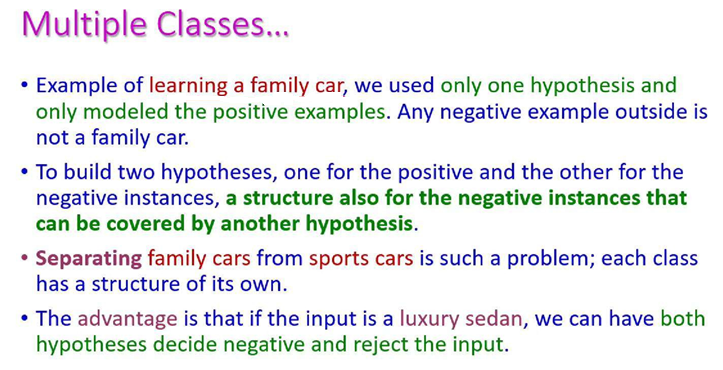 Multiple Classes...
• Example of learning a family car, we used only one hypothesis and
only modeled the positive examples. Any negative example outside is
not a family car.
• To build two hypotheses, one for the positive and the other for the
negative instances, a structure also for the negative instances that
can be covered by another hypothesis.
• Separating family cars from sports cars is such a problem; each class
has a structure of its own.
• The advantage is that if the input is a luxury sedan, we can have both
hypotheses decide negative and reject the input.